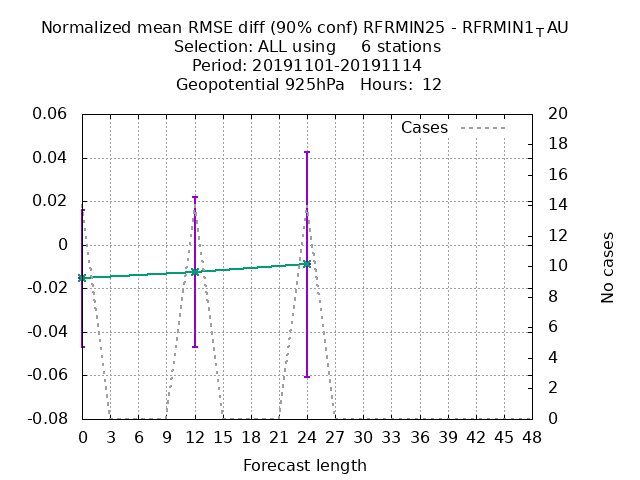 Normalized mean RMSE diff (90% conf) RFRMIN25 - RFRMIN1TAU
Selection: ALL using 6 stations
Period: 20191101-20191114
Geopotential 925hPa Hours: 12
0.06 20
Cases
18
0.04
16
0.02 14
12
0
10
-0.02
8
6
-0.04
4
-0.06
2
-0.08 0
No cases
0 3 6 9 12 15 18 21 24 27 30 33 36 39 42 45 48
Forecast length